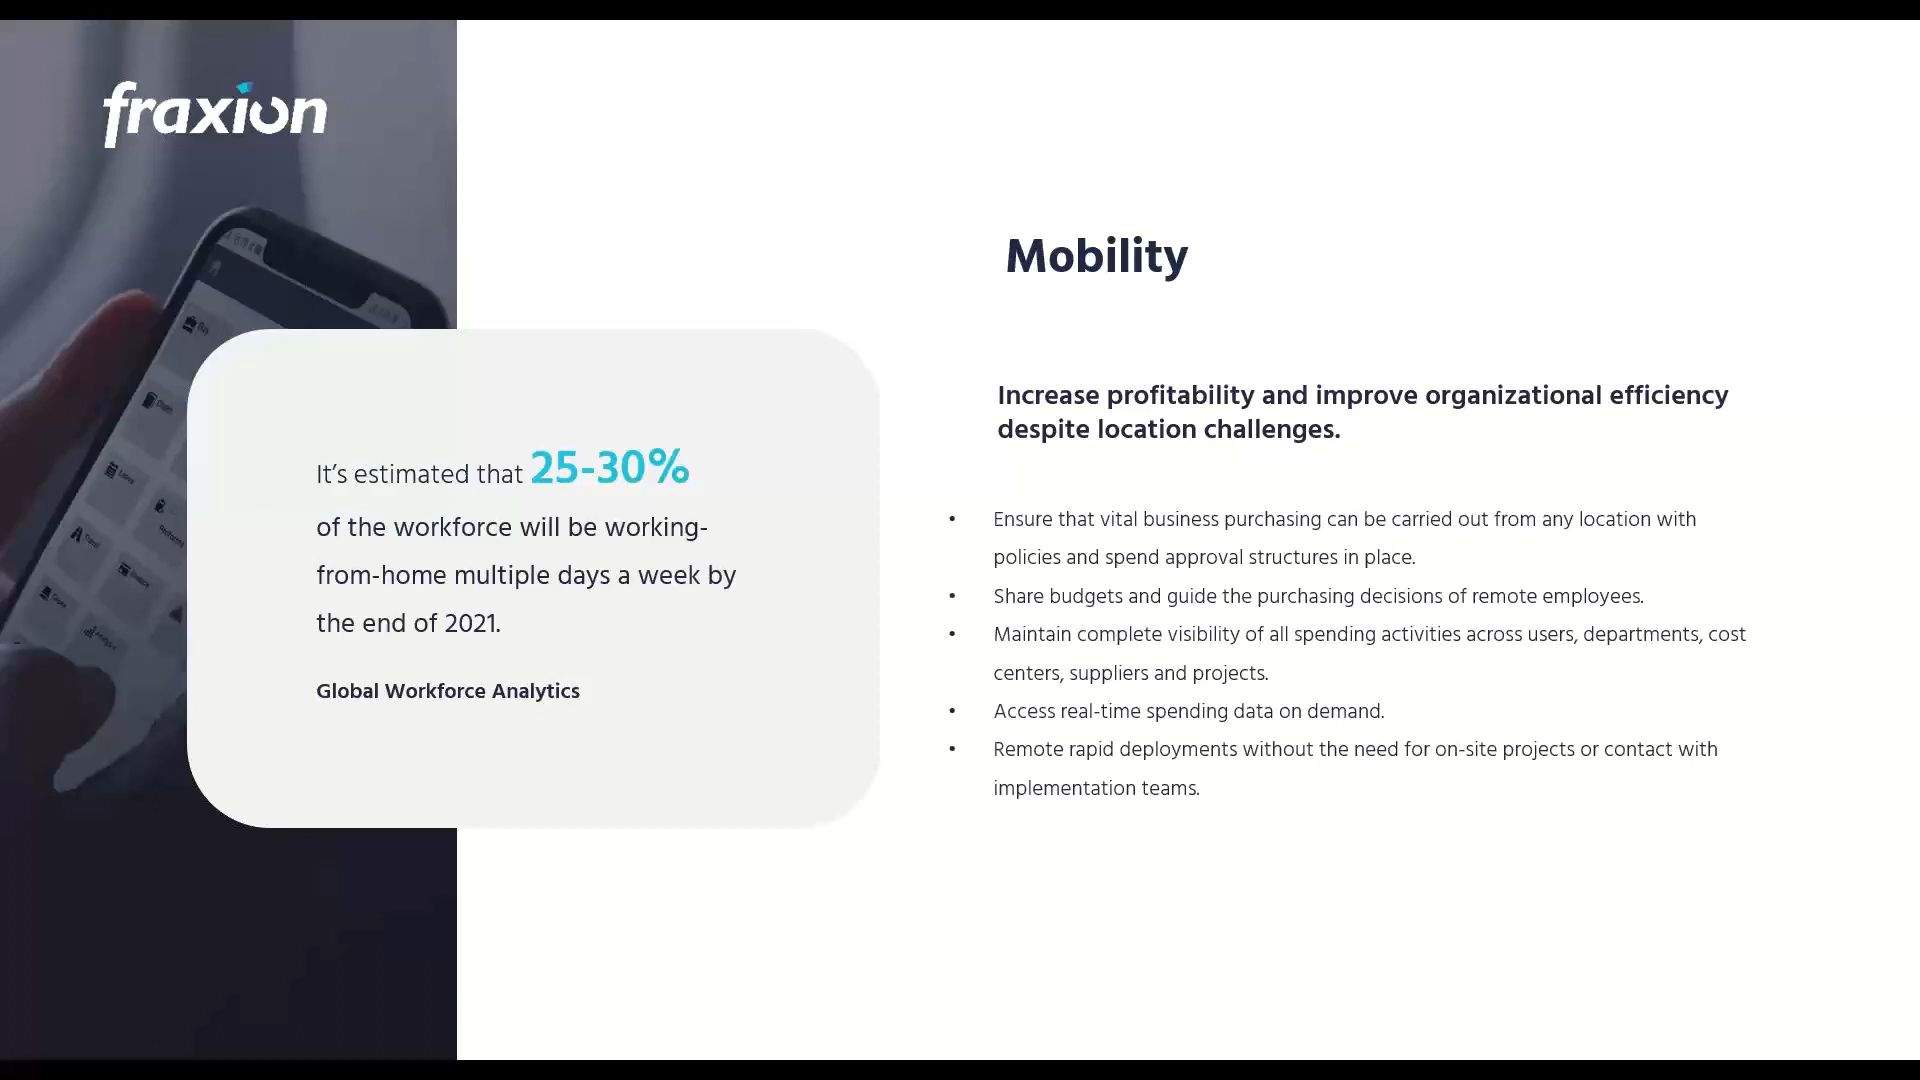 fraxion
Mobility
Increase profitability and improve organizational efficiency
despite location challenges.
It’s estimated that 25-30%
of the workforce will be working-
from-home multiple days a week by
the end of 2021.
Global Workforce Analytics
• Ensure that vital business purchasing can be carried out from any location with
policies and spend approval structures in place.
• Share budgets and guide the purchasing decisions of remote employees.
• Maintain complete visibility of all spending activities across users, departments, cost
centers, suppliers and projects.
• Access real-time spending data on demand.
• Remote rapid deployments without the need for on-site projects or contact with
implementation teams.